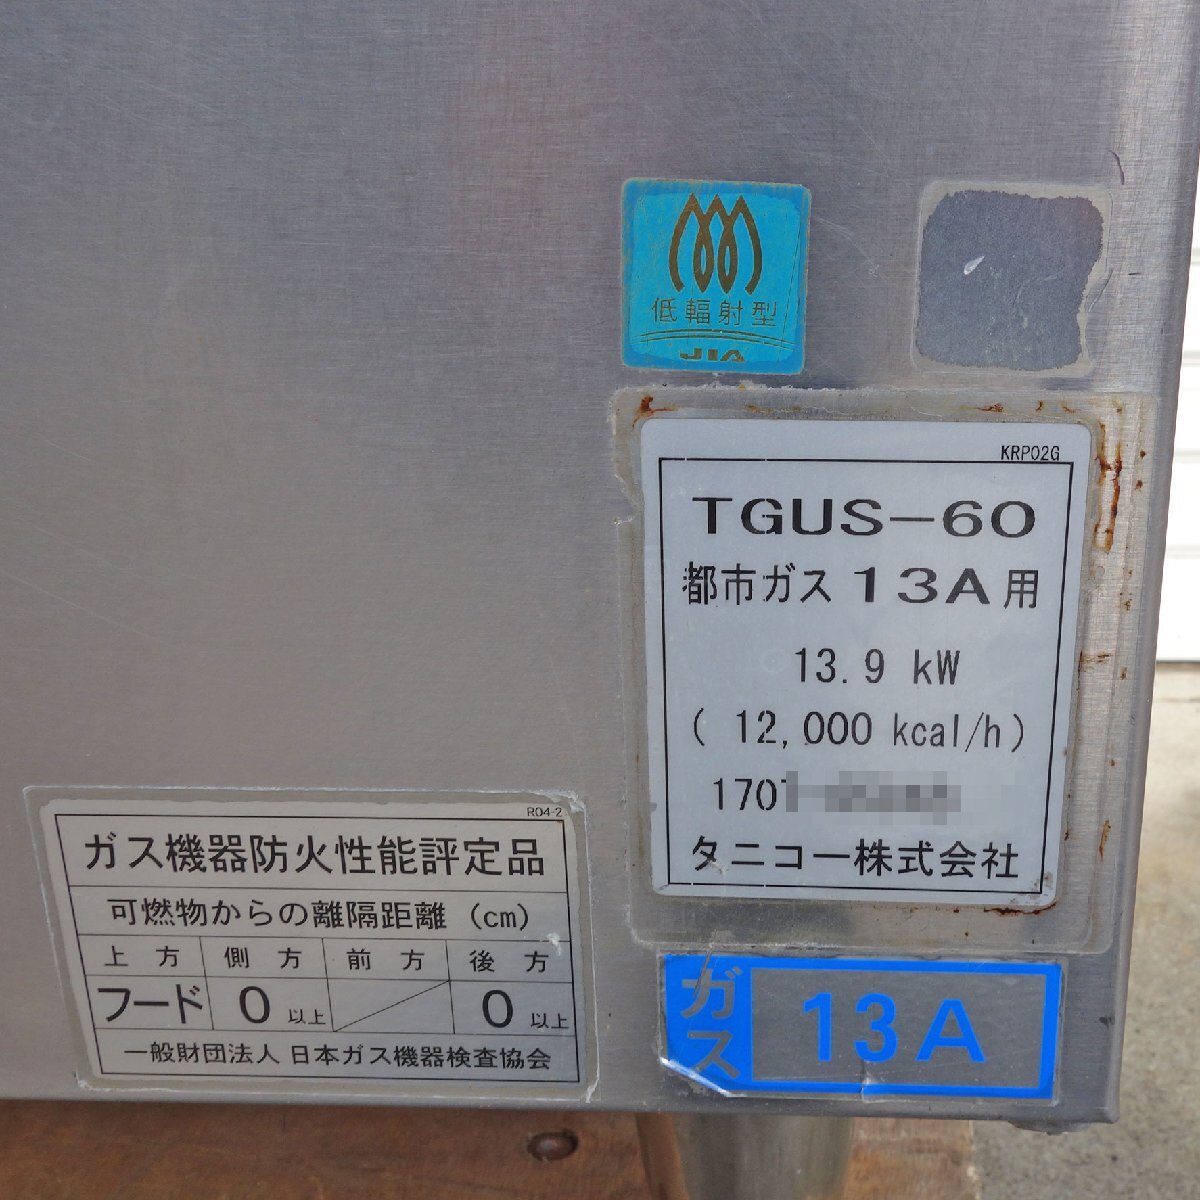 低輻射型
JIA
KRP02G
TGUS-60
都市ガス 13A用
13.9 kW
( 12,000 kcal/h)
1707
タニコー株式会社
ガス 13A
R04-2
ガス機器防火性能評定品
可燃物からの離隔距離 (cm)
上方 側方 前方 後方
フード 0 以上 0 以上
一般財団法人 日本ガス機器検査協会